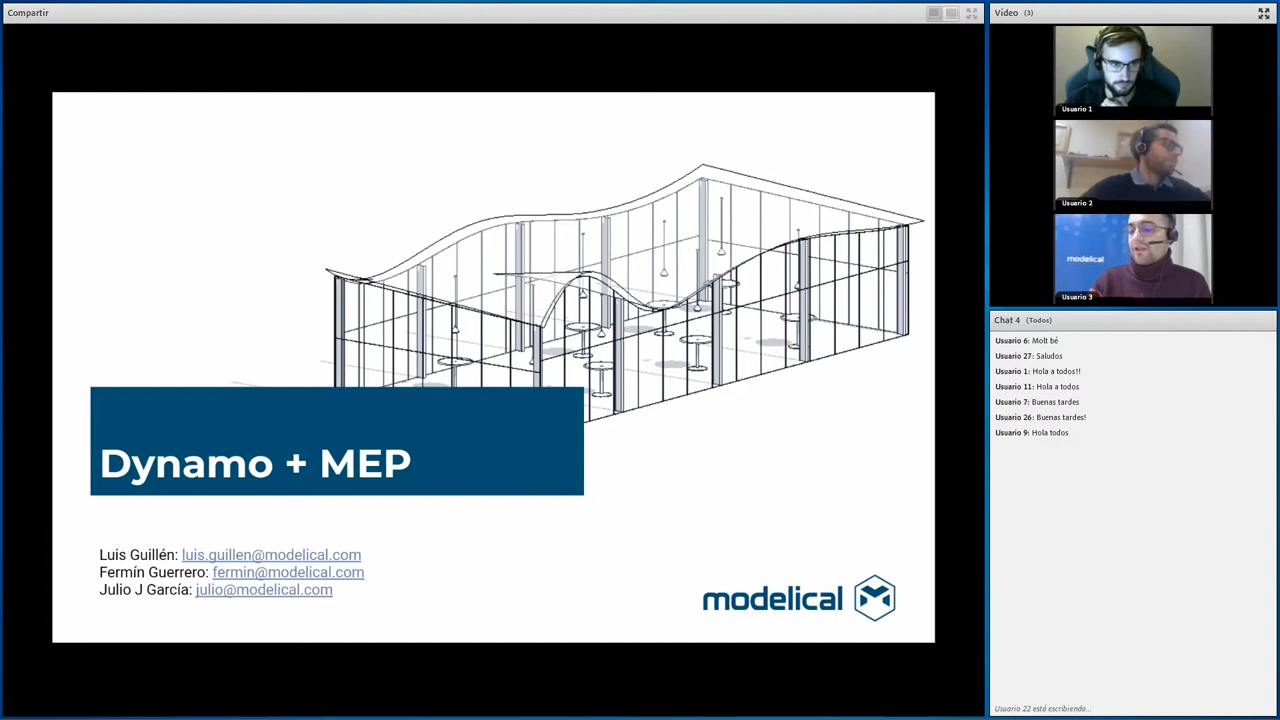 Compartir
Dynamo + MEP
Luis Guillén: luis.guillen@modelical.com
Fermín Guerrero: fermin@modelical.com
Julio J García: julio@modelical.com
modelical
Vídeo (3)
Usuario 1
Usuario 2
modelical
Usuario 3
Chat 4 (Todos)
Usuario 6: Molt bé
Usuario 27: Saludos
Usuario 1: Hola a todos!!
Usuario 11: Hola a todos
Usuario 7: Buenas tardes
Usuario 26: Buenas tardes!
Usuario 9: Hola todos
Usuario 22 está escribiendo...